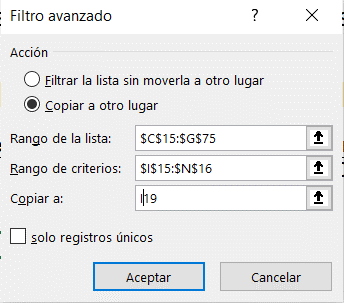 Filtro avanzado
?
Acción
Filtrar la lista sin moverla a otro lugar
Copiar a otro lugar
Rango de la lista:
$C$15:$G$75
Rango de criterios:
$I$15:$N$16
Copiar a:
I19
solo registros únicos
Aceptar
Cancelar